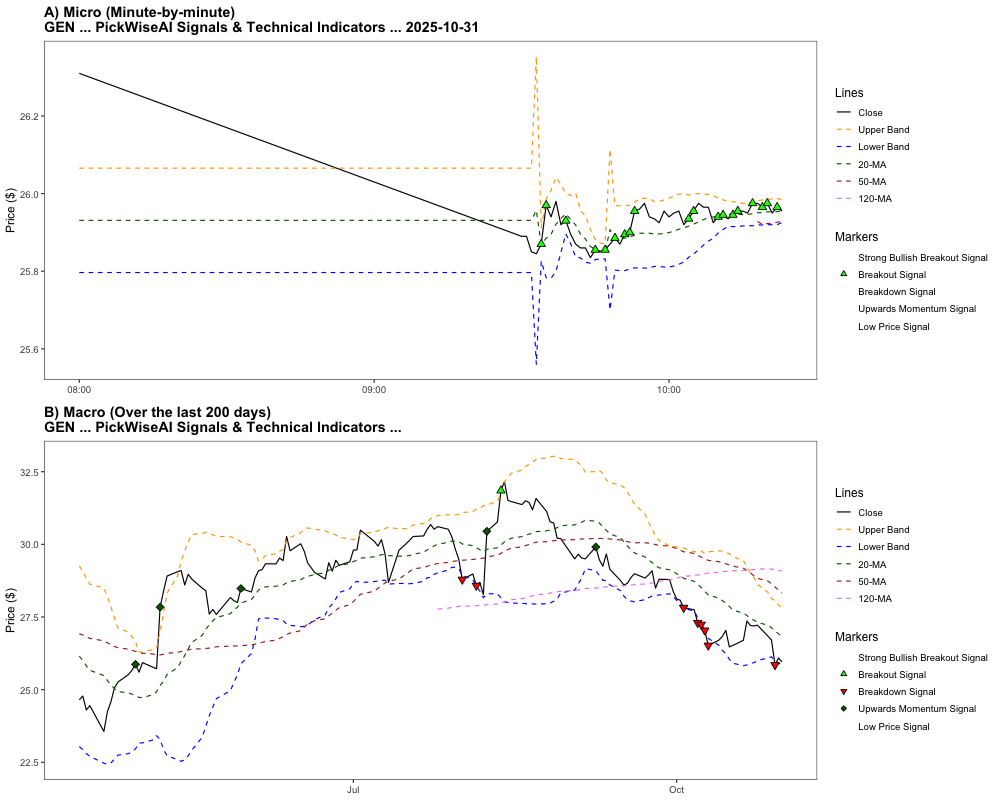 A) Micro (Minute-by-minute)
GEN ... PickWiseAI Signals & Technical Indicators ... 2025-10-31
Price ($)
26.2
26.0
25.8
25.6
08:00
09:00
10:00
Lines
Close
Upper Band
Lower Band
20-MA
50-MA
120-MA
Markers
Strong Bullish Breakout Signal
Breakout Signal
Breakdown Signal
Upwards Momentum Signal
Low Price Signal
B) Macro (Over the last 200 days)
GEN ... PickWiseAI Signals & Technical Indicators ...
Price ($)
32.5
30.0
27.5
25.0
22.5
Jul
Oct
Lines
Close
Upper Band
Lower Band
20-MA
50-MA
120-MA
Markers
Strong Bullish Breakout Signal
Breakout Signal
Breakdown Signal
Upwards Momentum Signal
Low Price Signal